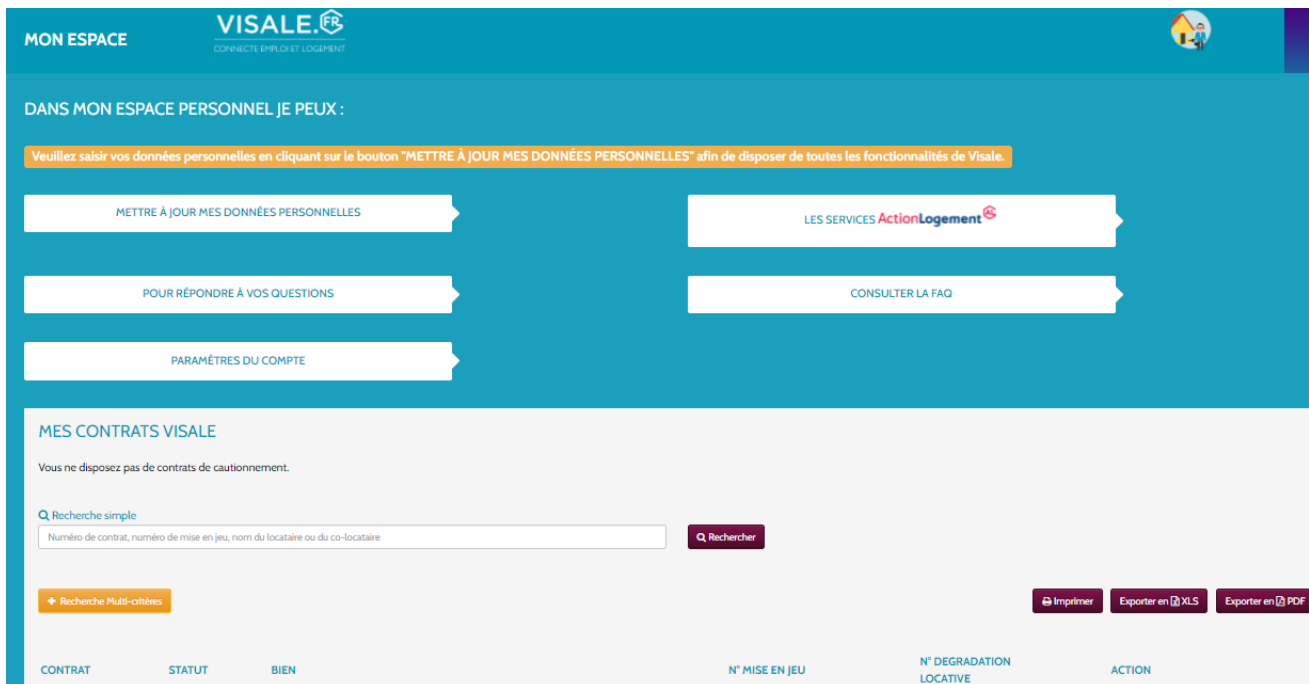 MON ESPACE
VISALE.FR
CONNECTE EMPLOI ET LOGEMENT
DANS MON ESPACE PERSONNEL JE PEUX :
Veuillez saisir vos données personnelles en cliquant sur le bouton "METTRE À JOUR MES DONNÉES PERSONNELLES" afin de disposer de toutes les fonctionnalités de Visale.
METTRE À JOUR MES DONNÉES PERSONNELLES
LES SERVICES ActionLogement AL
POUR RÉPONDRE À VOS QUESTIONS
CONSULTER LA FAQ
PARAMÈTRES DU COMPTE
MES CONTRATS VISALE
Vous ne disposez pas de contrats de cautionnement.
Recherche simple
Numéro de contrat, numéro de mise en jeu, nom du locataire ou du co-locataire
Rechercher
+ Recherche Multi-critères
Imprimer
Exporter en XLS
Exporter en PDF
CONTRAT STATUT BIEN N° MISE EN JEU N° DEGRADATION LOCATIVE ACTION